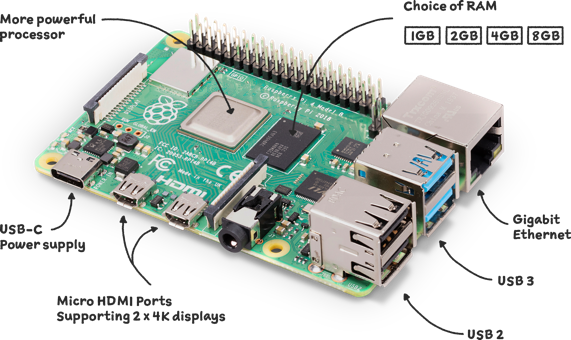 More powerful
processor
Choice of RAM
1GB 2GB 4GB 8GB
HDMI
USB-C
Power supply
Micro HDMI Ports
Supporting 2 x 4K displays
Gigabit
Ethernet
USB 3
USB 2